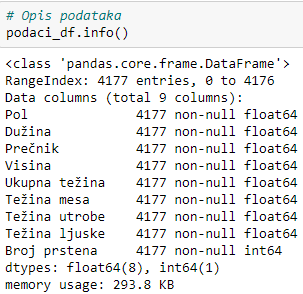 # Opis podataka
podaci_df.info()
<class 'pandas.core.frame.DataFrame'>
RangeIndex: 4177 entries, 0 to 4176
Data columns (total 9 columns):
Pol 4177 non-null float64
Dužina 4177 non-null float64
Prečnik 4177 non-null float64
Visina 4177 non-null float64
Ukupna težina 4177 non-null float64
Težina mesa 4177 non-null float64
Težina utrobe 4177 non-null float64
Težina ljuske 4177 non-null float64
Broj prstena 4177 non-null int64
dtypes: float64(8), int64(1)
memory usage: 293.8 KB